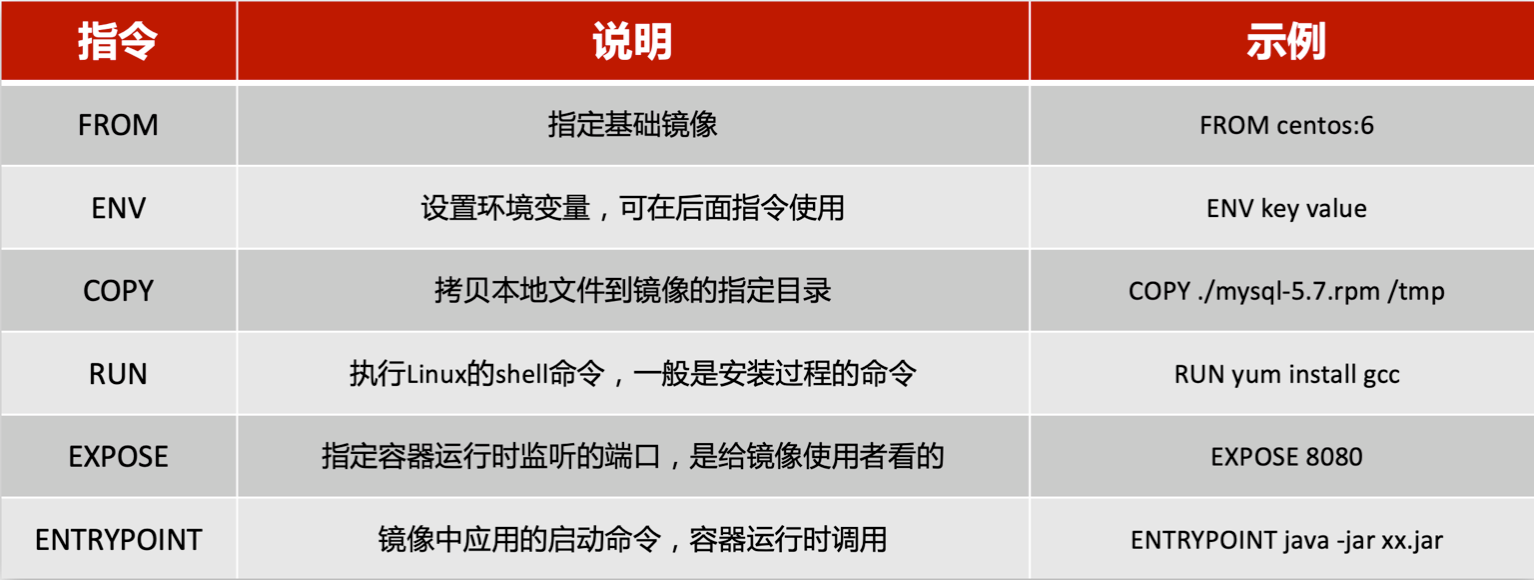 指令 说明 示例
FROM 指定基础镜像 FROM centos:6
ENV 设置环境变量，可在后面指令使用 ENV key value
COPY 拷贝本地文件到镜像的指定目录 COPY ./mysql-5.7.rpm /tmp
RUN 执行Linux的shell命令，一般是安装过程的命令 RUN yum install gcc
EXPOSE 指定容器运行时监听的端口，是给镜像使用者看的 EXPOSE 8080
ENTRYPOINT 镜像中应用的启动命令，容器运行时调用 ENTRYPOINT java -jar xx.jar